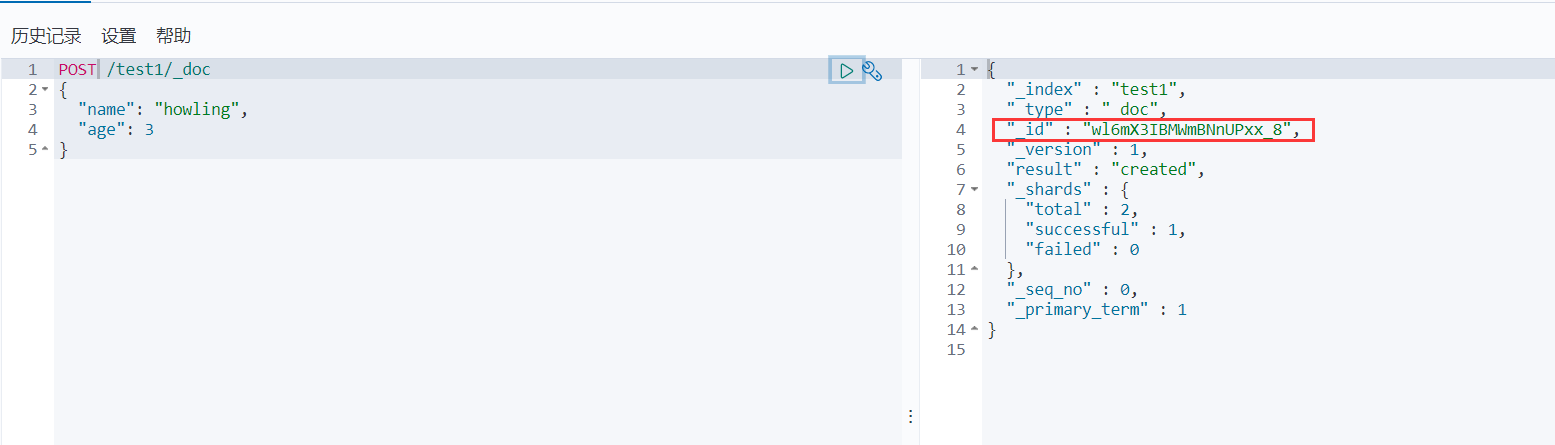 历史记录 设置 帮助
1 POST /test1/_doc
2 {
3 "name": "howling",
4 "age": 3
5 }
1 {
2 "_index" : "test1",
3 "_type" : "_doc",
4 "_id" : "wl6mX3IBMWmBNnUPxx_8",
5 "_version" : 1,
6 "result" : "created",
7 "_shards" : {
8 "total" : 2,
9 "successful" : 1,
10 "failed" : 0
11 },
12 "_seq_no" : 0,
13 "_primary_term" : 1
14 }
15